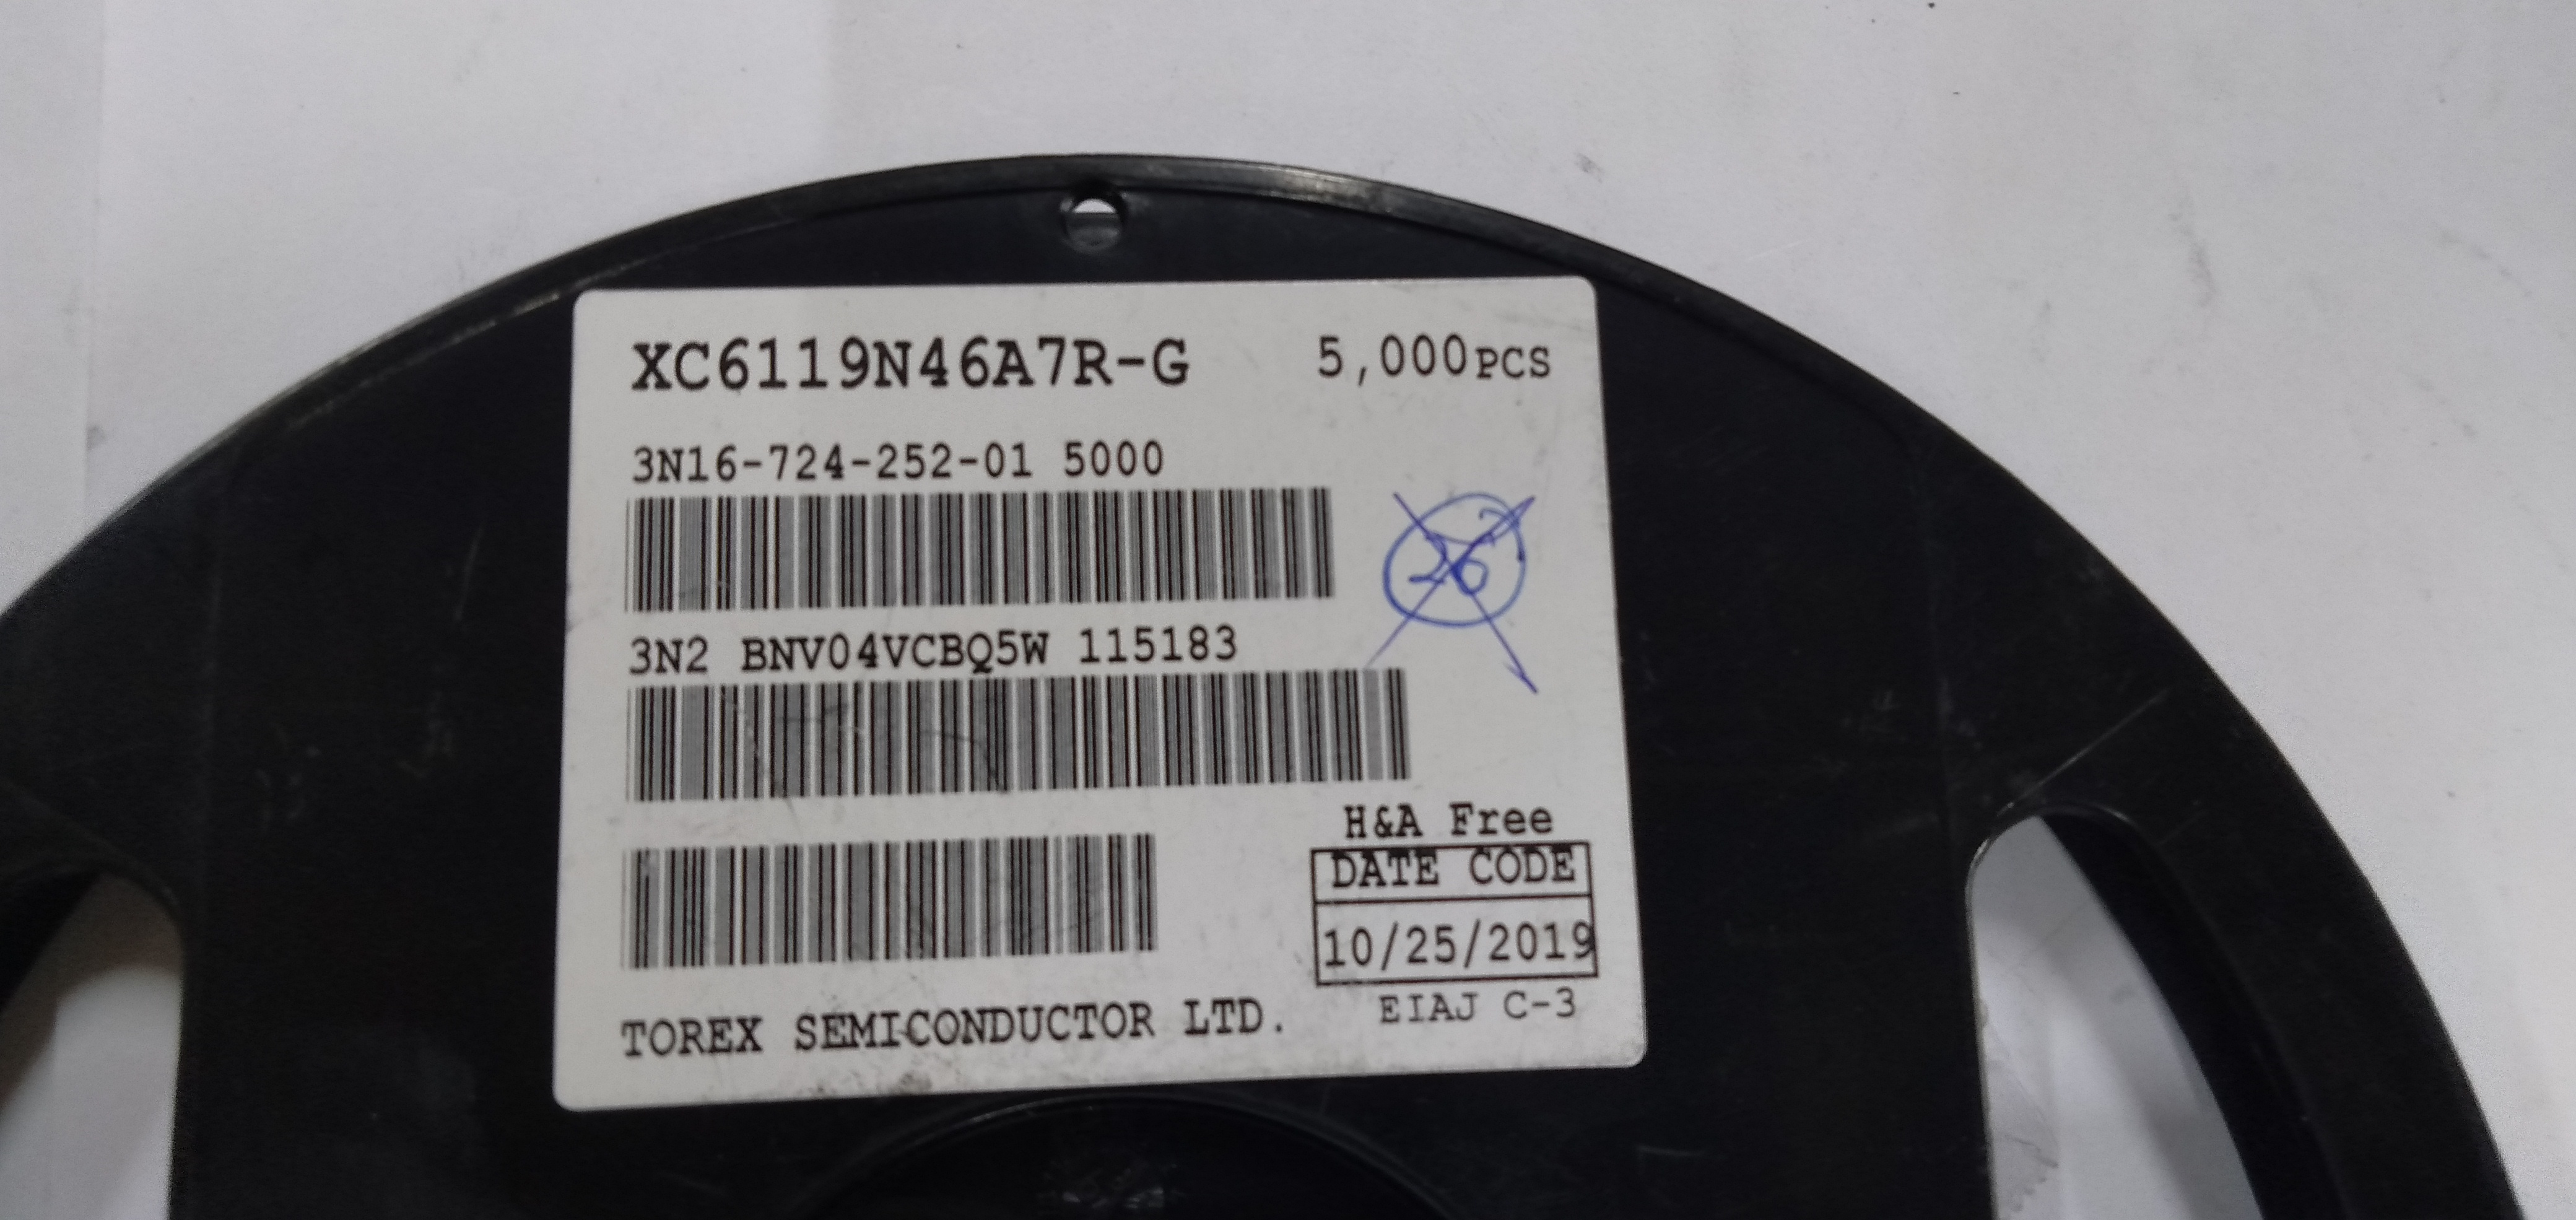 XC6119N46A7R-G 5,000PCS
3N16-724-252-01 5000
26
3N2 BNV04VCBQ5W 115183
H&A Free
DATE CODE
10/25/2019
EIAJ C-3
TOREX SEMICONDUCTOR LTD.